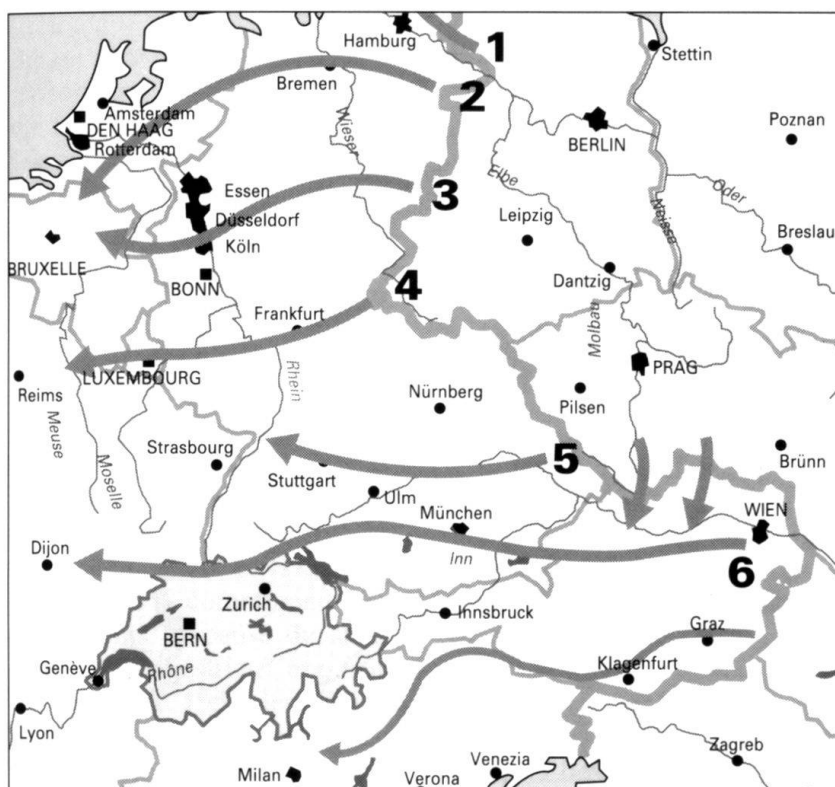 Hamburg
1
Stettin
Bremen
2
Amsterdam
DEN HAAG
Rotterdam
Wieser
BERLIN
Poznan
Essen
3
Elbe
Oder
Düsseldorf
Leipzig
Neisse
Breslau
BRUXELLE
Köln
BONN
4
Dantzig
Frankfurt
Molbau
LUXEMBOURG
Rhein
PRAG
Reims
Meuse
Nürnberg
Pilsen
Moselle
Strasbourg
5
Brünn
Stuttgart
Ulm
München
WIEN
Dijon
Inn
6
Zurich
Innsbruck
BERN
Graz
Genève
Rhône
Klagenfurt
Lyon
Milan
Verona
Venezia
Zagreb